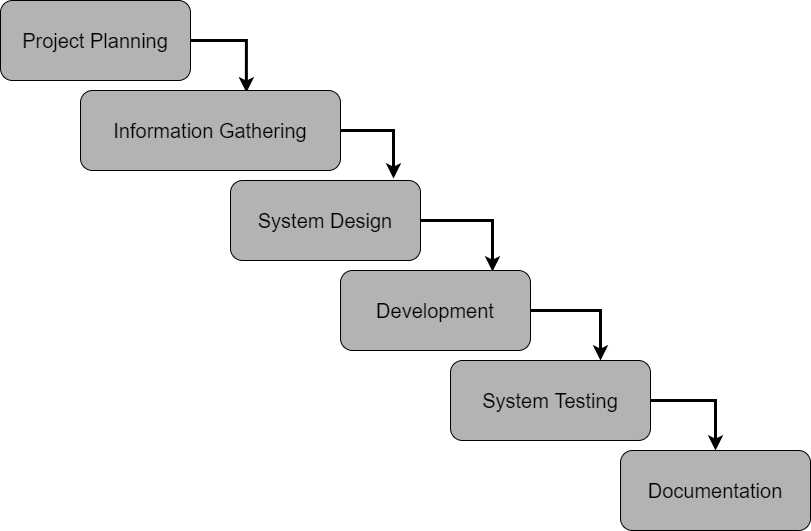 Project Planning
Information Gathering
System Design
Development
System Testing
Documentation